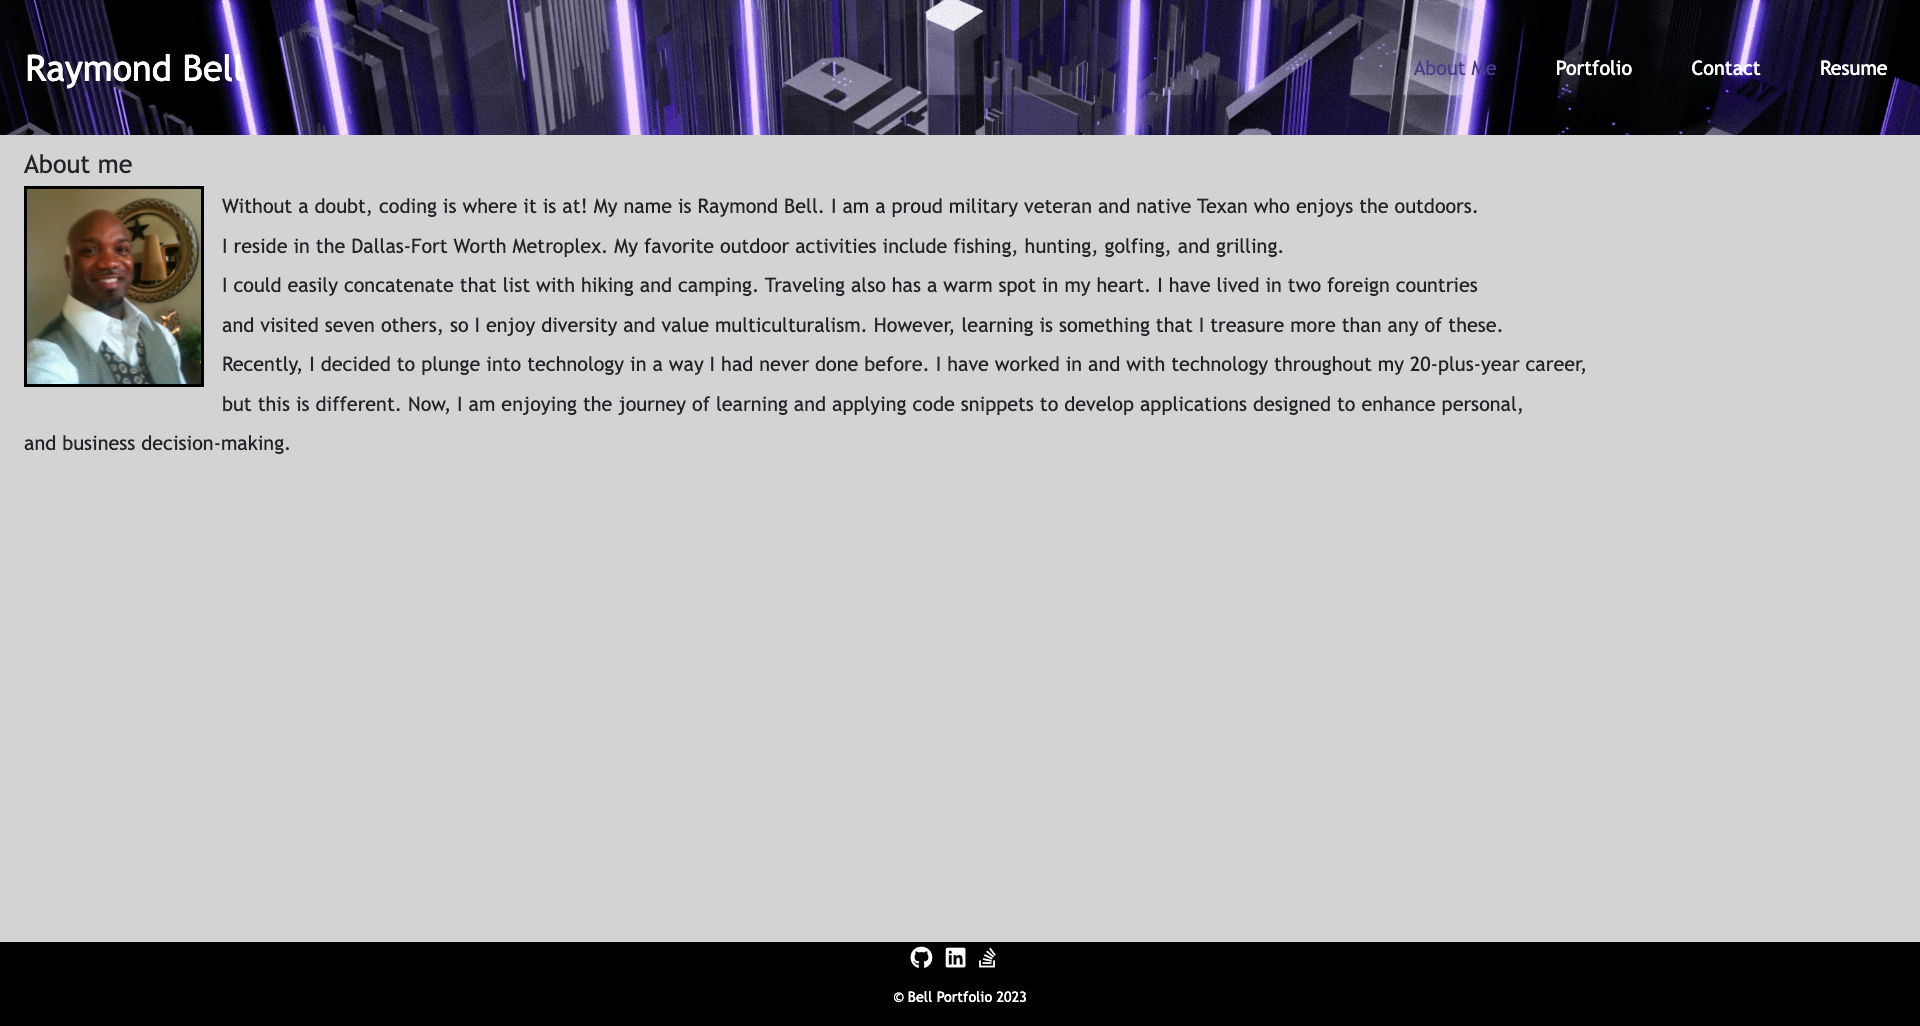 Raymond Bell
About Me
Portfolio
Contact
Resume
About me
Without a doubt, coding is where it is at! My name is Raymond Bell. I am a proud military veteran and native Texan who enjoys the outdoors.
I reside in the Dallas-Fort Worth Metroplex. My favorite outdoor activities include fishing, hunting, golfing, and grilling.
I could easily concatenate that list with hiking and camping. Traveling also has a warm spot in my heart. I have lived in two foreign countries
and visited seven others, so I enjoy diversity and value multiculturalism. However, learning is something that I treasure more than any of these.
Recently, I decided to plunge into technology in a way I had never done before. I have worked in and with technology throughout my 20-plus-year career,
but this is different. Now, I am enjoying the journey of learning and applying code snippets to develop applications designed to enhance personal,
and business decision-making.
in
© Bell Portfolio 2023